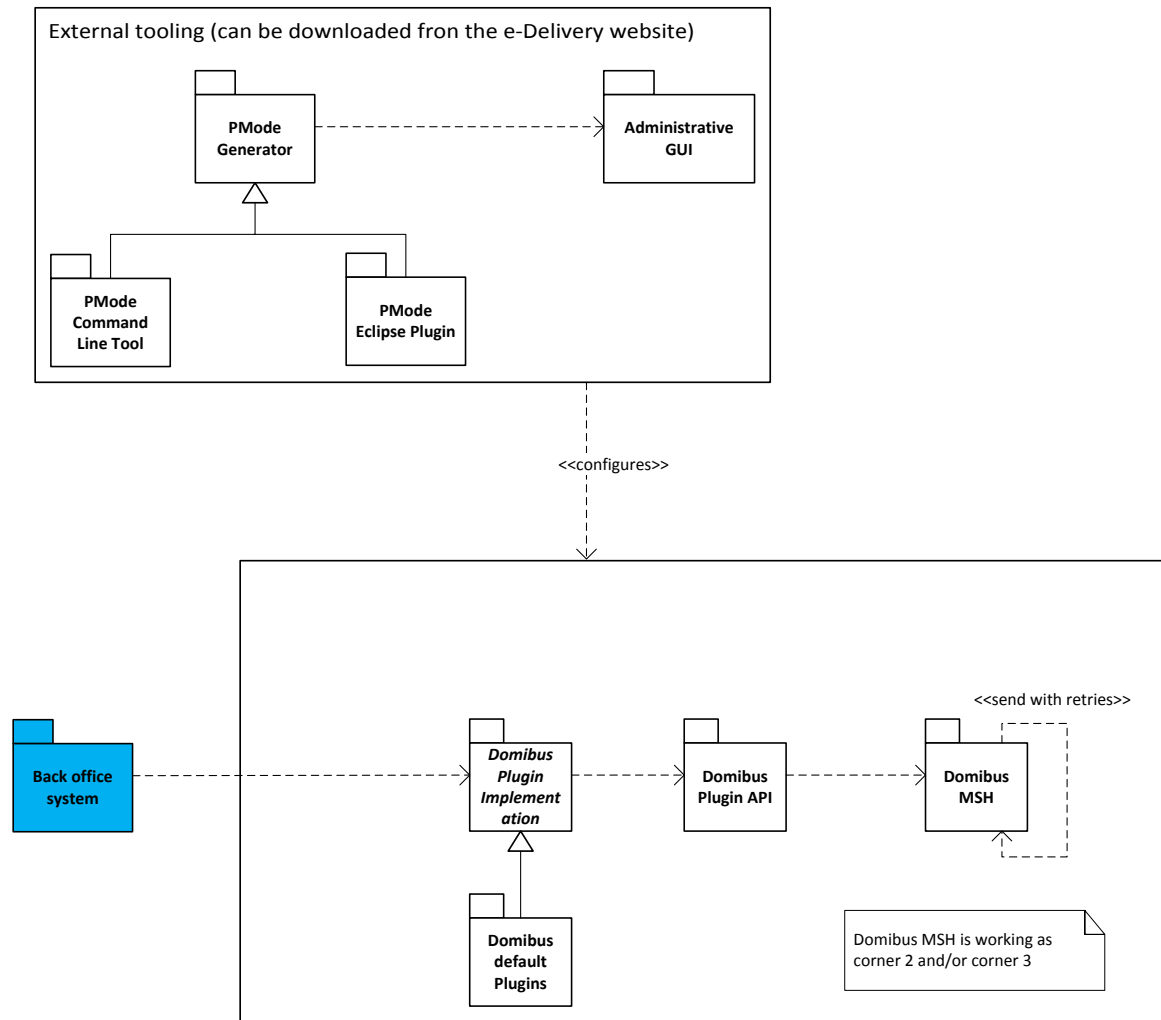 External tooling (can be downloaded fron the e-Delivery website)
PMode
Generator
Administrative
GUI
PMode
Command
Line Tool
PMode
Eclipse Plugin
<<configures>>
<<send with retries>>
Back office
system
Domibus
Plugin
Implement
ation
Domibus
Plugin API
Domibus
MSH
Domibus
default
Plugins
Domibus MSH is working as
corner 2 and/or corner 3